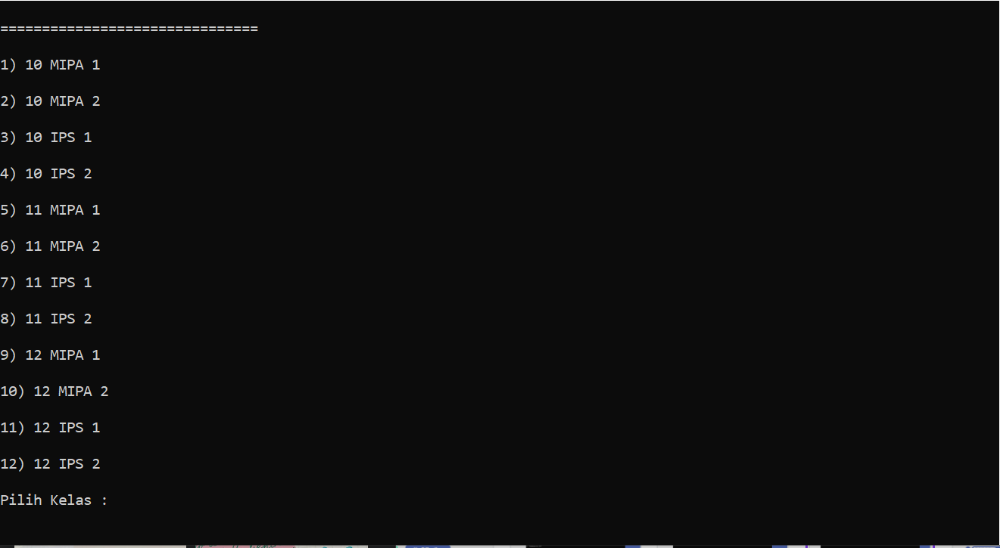 ===============================
1) 10 MIPA 1
2) 10 MIPA 2
3) 10 IPS 1
4) 10 IPS 2
5) 11 MIPA 1
6) 11 MIPA 2
7) 11 IPS 1
8) 11 IPS 2
9) 12 MIPA 1
10) 12 MIPA 2
11) 12 IPS 1
12) 12 IPS 2
Pilih Kelas :